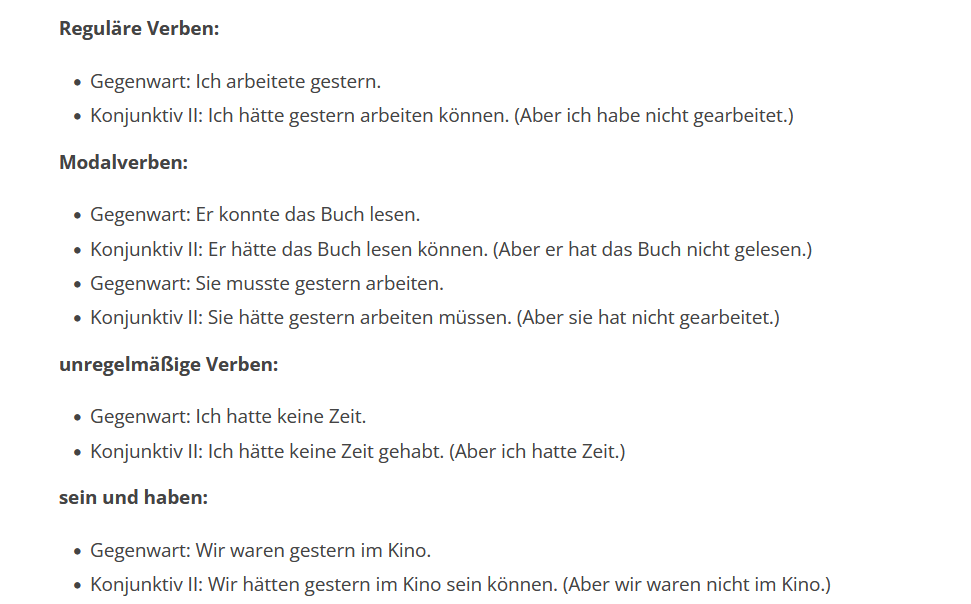 Reguläre Verben:
• Gegenwart: Ich arbeitete gestern.
• Konjunktiv II: Ich hätte gestern arbeiten können. (Aber ich habe nicht gearbeitet.)
Modalverben:
• Gegenwart: Er konnte das Buch lesen.
• Konjunktiv II: Er hätte das Buch lesen können. (Aber er hat das Buch nicht gelesen.)
• Gegenwart: Sie musste gestern arbeiten.
• Konjunktiv II: Sie hätte gestern arbeiten müssen. (Aber sie hat nicht gearbeitet.)
unregelmäßige Verben:
• Gegenwart: Ich hatte keine Zeit.
• Konjunktiv II: Ich hätte keine Zeit gehabt. (Aber ich hatte Zeit.)
sein und haben:
• Gegenwart: Wir waren gestern im Kino.
• Konjunktiv II: Wir hätten gestern im Kino sein können. (Aber wir waren nicht im Kino.)